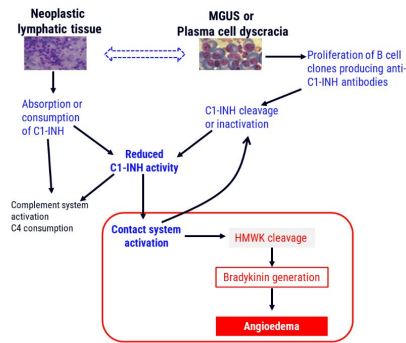 Neoplastic
lymphatic tissue
MGUS or
Plasma cell dyscracia
Proliferation of B cell
clones producing anti-
C1-INH antibodies
Absorption or
consumption
of C1-INH
C1-INH cleavage
or inactivation
Reduced
C1-INH activity
Complement system
activation
C4 consumption
Contact system
activation
HMWK cleavage
Bradykinin generation
Angioedema